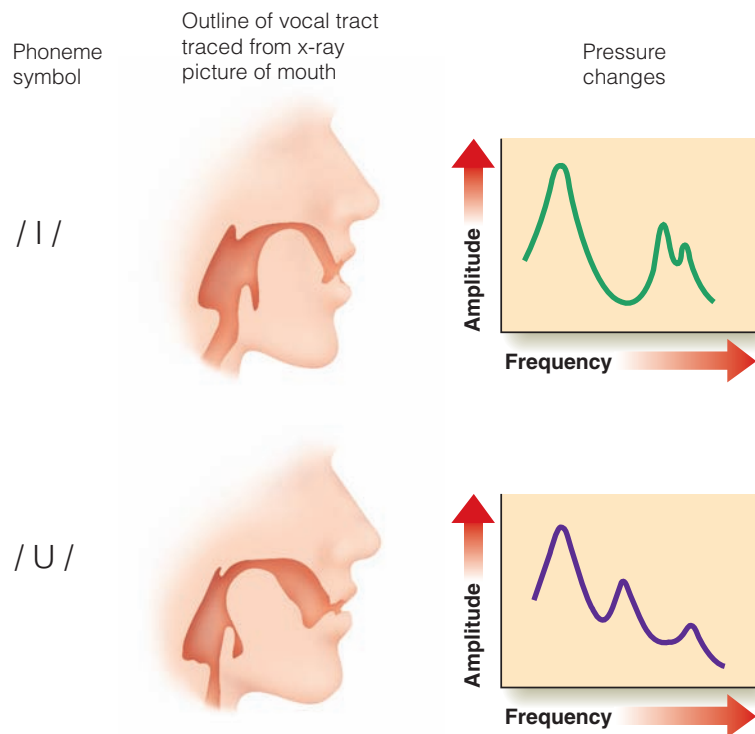 Phoneme
symbol
Outline of vocal tract
traced from x-ray
picture of mouth
Pressure
changes
/ I /
Amplitude
Frequency
/ U /
Amplitude
Frequency